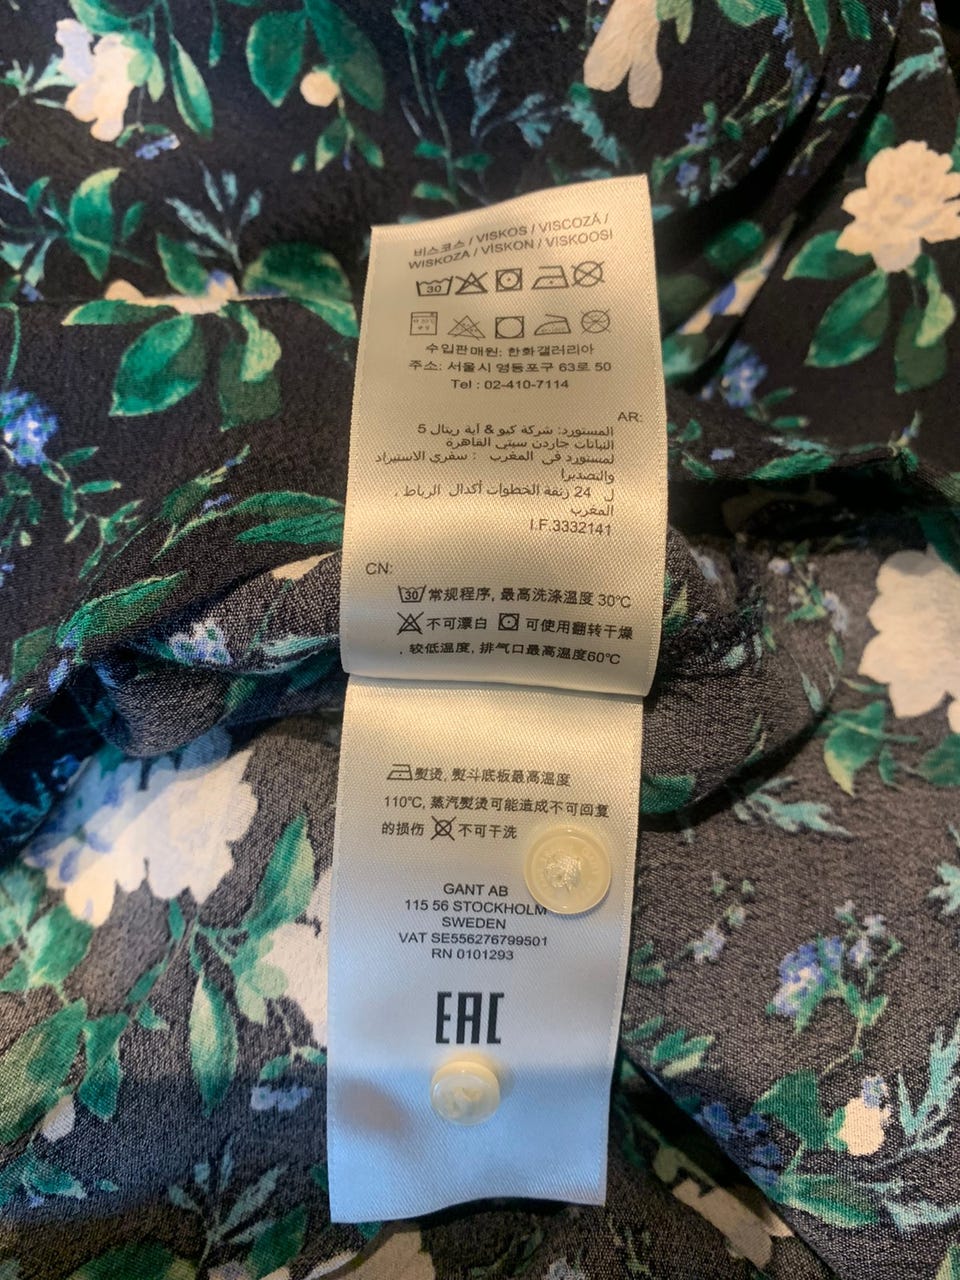 비스코스 / VISKOS / VISCOZĂ /
WISKOZA / VISKON / VISKOOSI
30
수입판매원: 한화갤러리아
주소: 서울시 영등포구 63로 50
Tel : 02-410-7114
AR:
المستورد: شركة كيو & أية ريتال 5
النباتات جاردن سيتي القاهرة
لمستورد في المغرب : سفري الاستيراد
والتصديرا
ل 24 زنقة الخطوات أكدال الرباط ،
المغرب
I.F.3332141
CN:
30 常规程序, 最高洗涤温度 30℃
不可漂白 可使用翻转干燥
, 较低温度, 排气口最高温度60℃
熨烫, 熨斗底板最高温度
110℃, 蒸汽熨烫可能造成不可回复
的损伤 不可干洗
GANT AB
115 56 STOCKHOLM
SWEDEN
VAT SE556276799501
RN 0101293
EAC